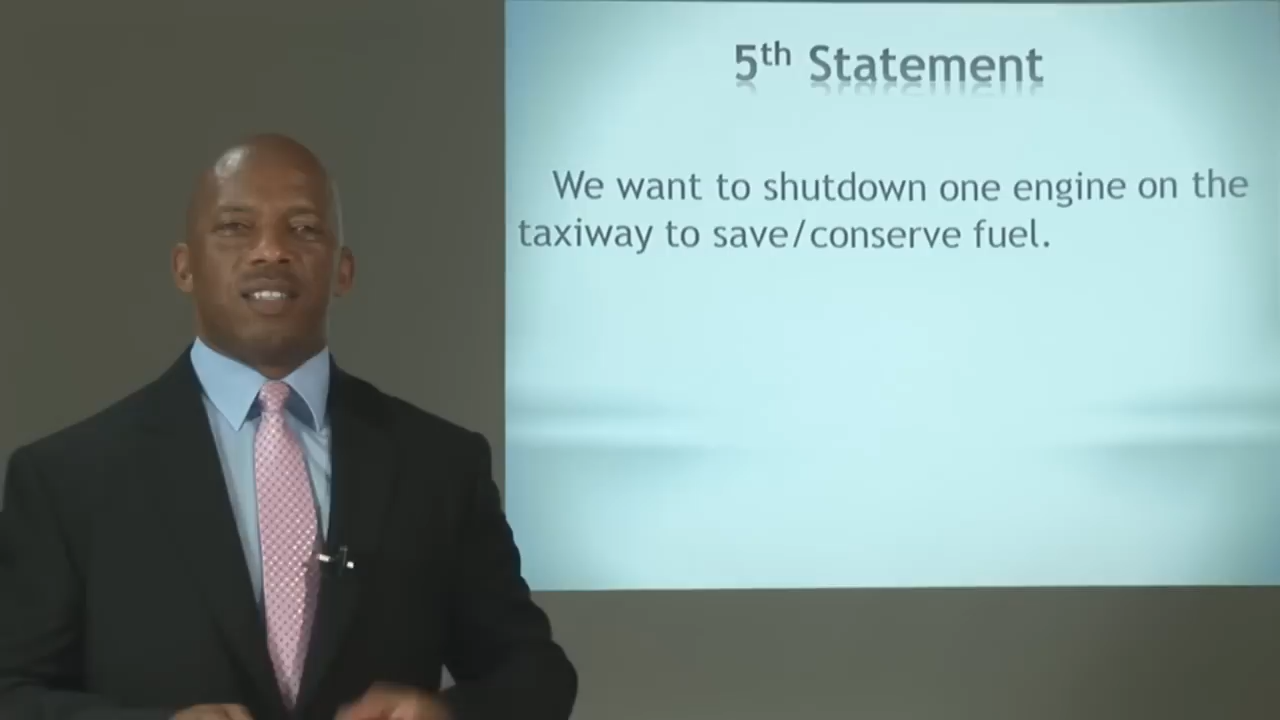 5th Statement
We want to shutdown one engine on the
taxiway to save/conserve fuel.